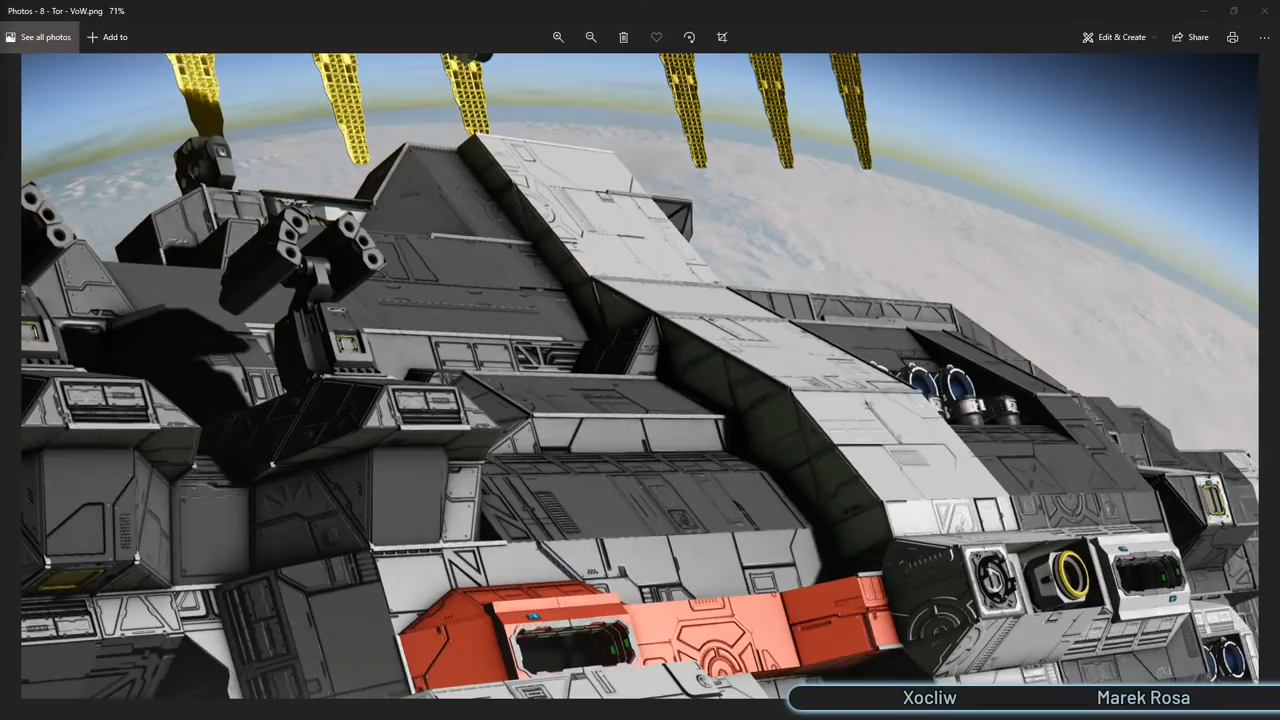 Photos - 8 - Tor - VoW.png 71%
See all photos
Add to
Edit & Create
Share
Xocliw
Marek Rosa